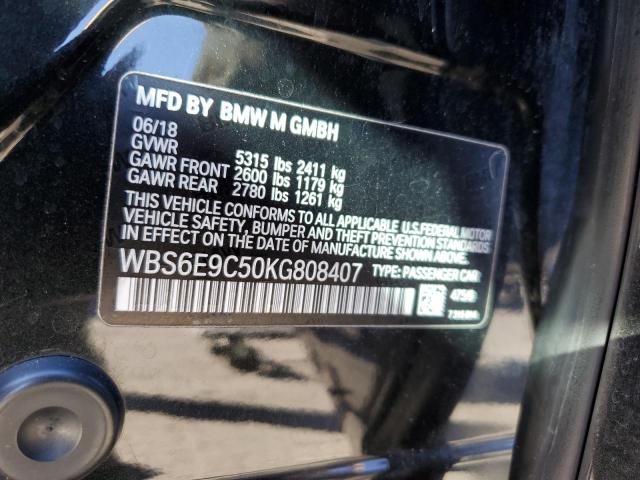 MFD BY BMW M GMBH
06/18
GVWR 5315 lbs 2411 kg
GAWR FRONT 2600 lbs 1179 kg
GAWR REAR 2780 lbs 1261 kg
THIS VEHICLE CONFORMS TO ALL APPLICABLE U.S. FEDERAL MOTOR
VEHICLE SAFETY, BUMPER AND THEFT PREVENTION STANDARDS
IN EFFECT ON THE DATE OF MANUFACTURE SHOWN ABOVE.
WBS6E9C50KG808407 TYPE: PASSENGER CAR